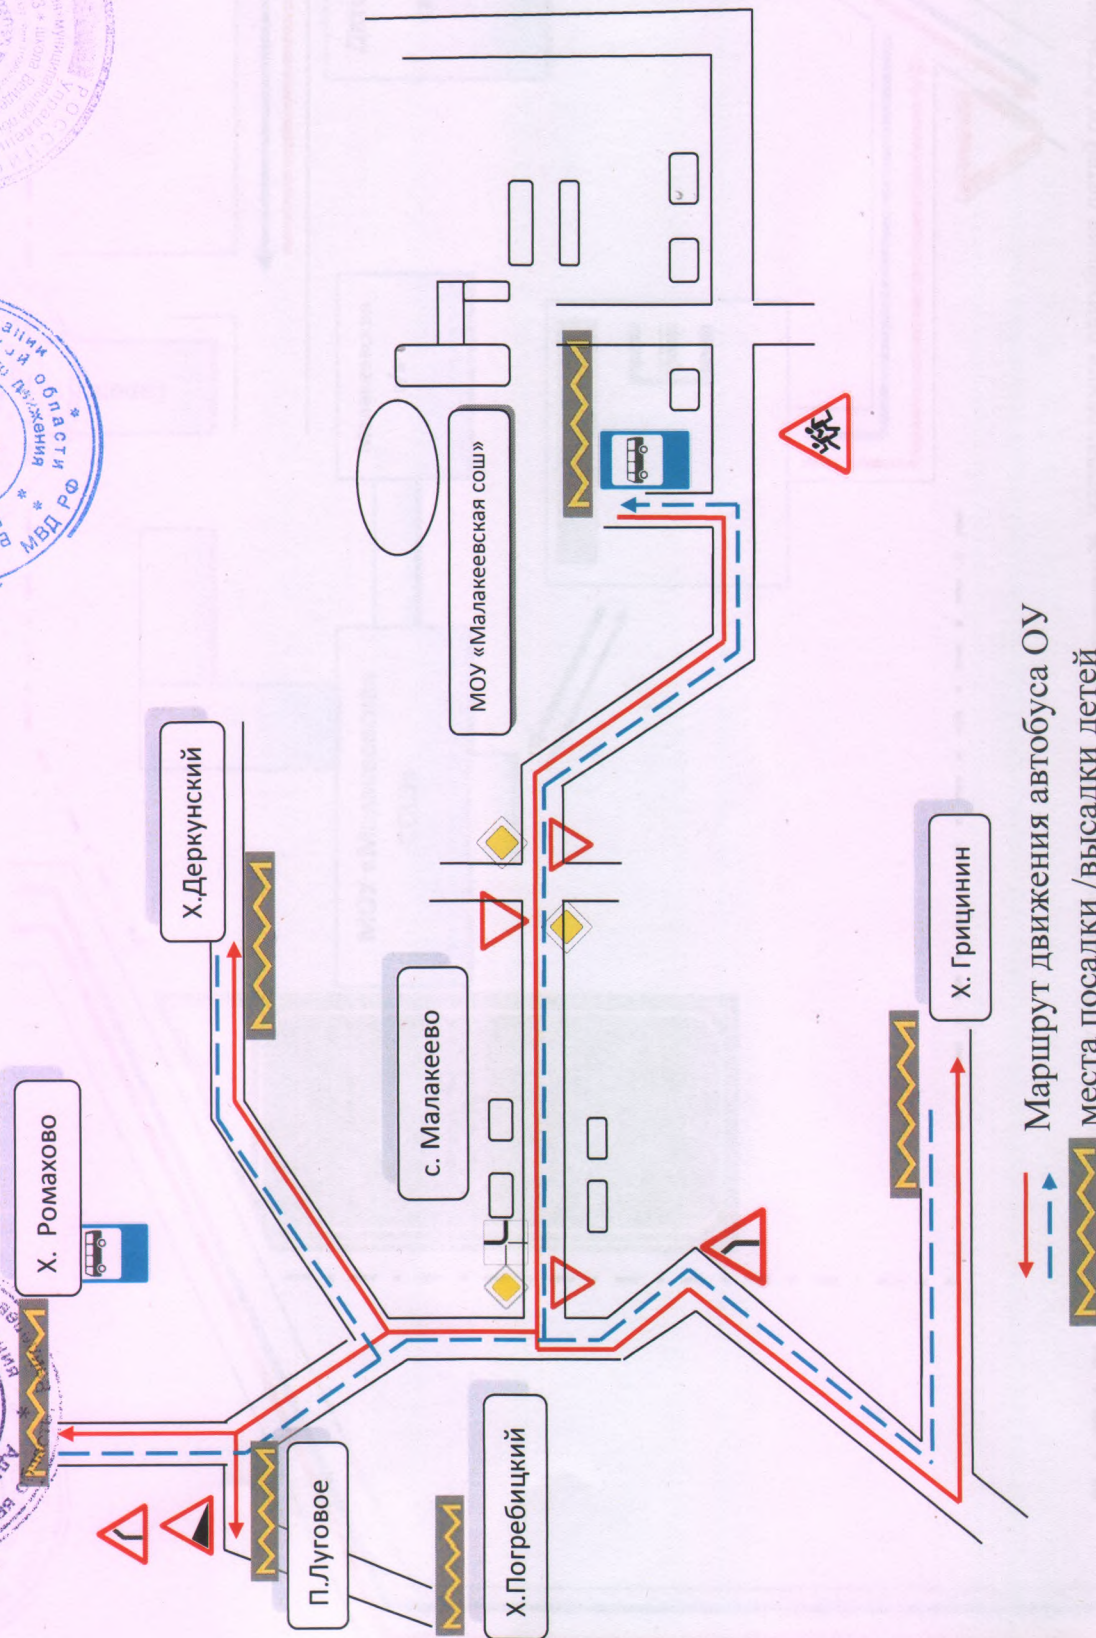 Х. Ромахово
Х.Деркунский
МОУ «Малакеевская сош»
с. Малакеево
П.Луговое
Х.Погребицкий
Х. Грицинин
Маршрут движения автобуса ОУ
места посадки /высадки детей
МВД РФ
области
движения